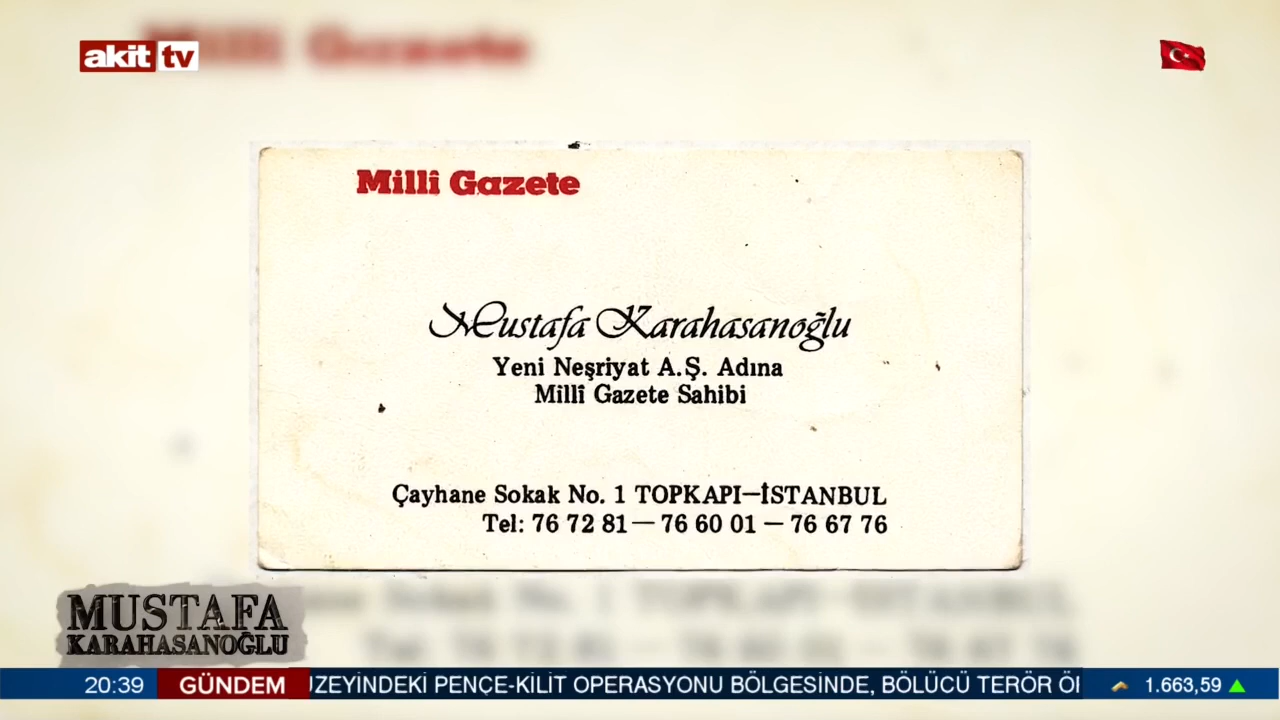 akit tv
Millî Gazete
Mustafa Karahasanoğlu
Yeni Neşriyat A.Ş. Adına
Millî Gazete Sahibi
Çayhane Sokak No. 1 TOPKAPI—İSTANBUL
Tel: 76 72 81 — 76 60 01 — 76 67 76
MUSTAFA
KARAHASANOĞLU
20:39 GÜNDEM UZEYİNDEKİ PENÇE-KİLİT OPERASYONU BÖLGESİNDE, BÖLÜCÜ TERÖR 1.663,59